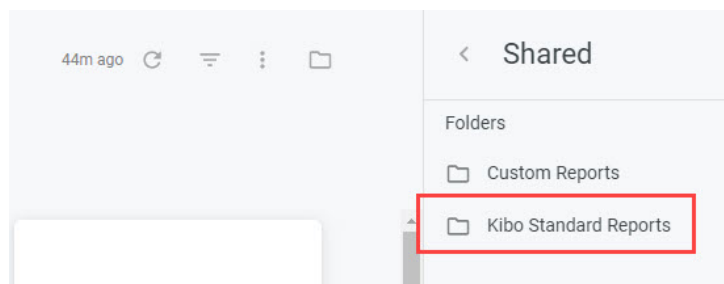 44m ago
Shared
Folders
Custom Reports
Kibo Standard Reports